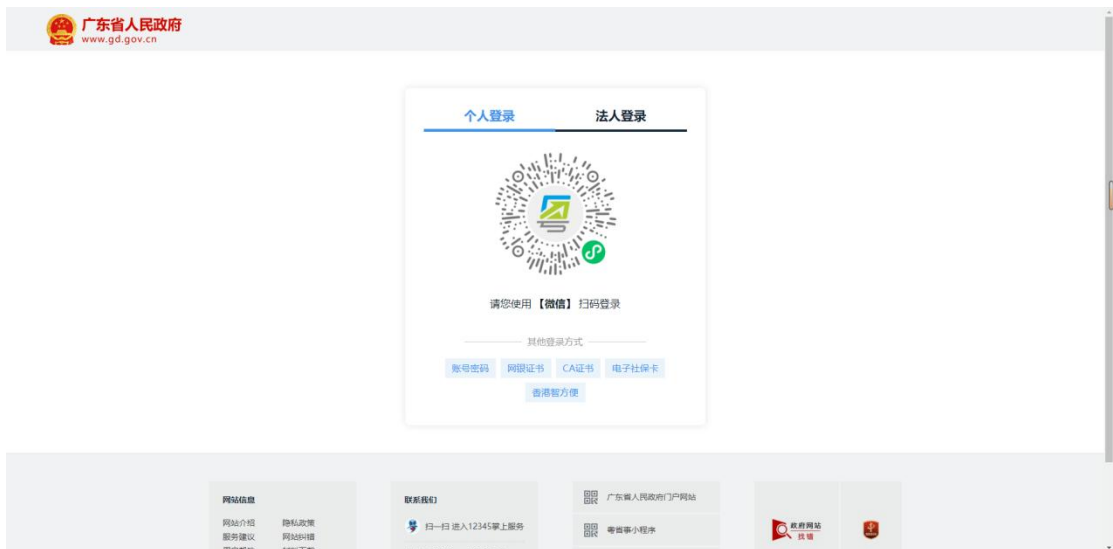 广东省人民政府
www.gd.gov.cn
个人登录 法人登录
请您使用【微信】扫码登录
其他登录方式
账号密码 网银证书 CA证书 电子社保卡
香港智方便
网站信息
网站介绍 隐私政策
服务建议 网站纠错
联系我们
扫一扫 进入12345掌上服务
广东省人民政府门户网站
粤省事小程序
政府网站
找错